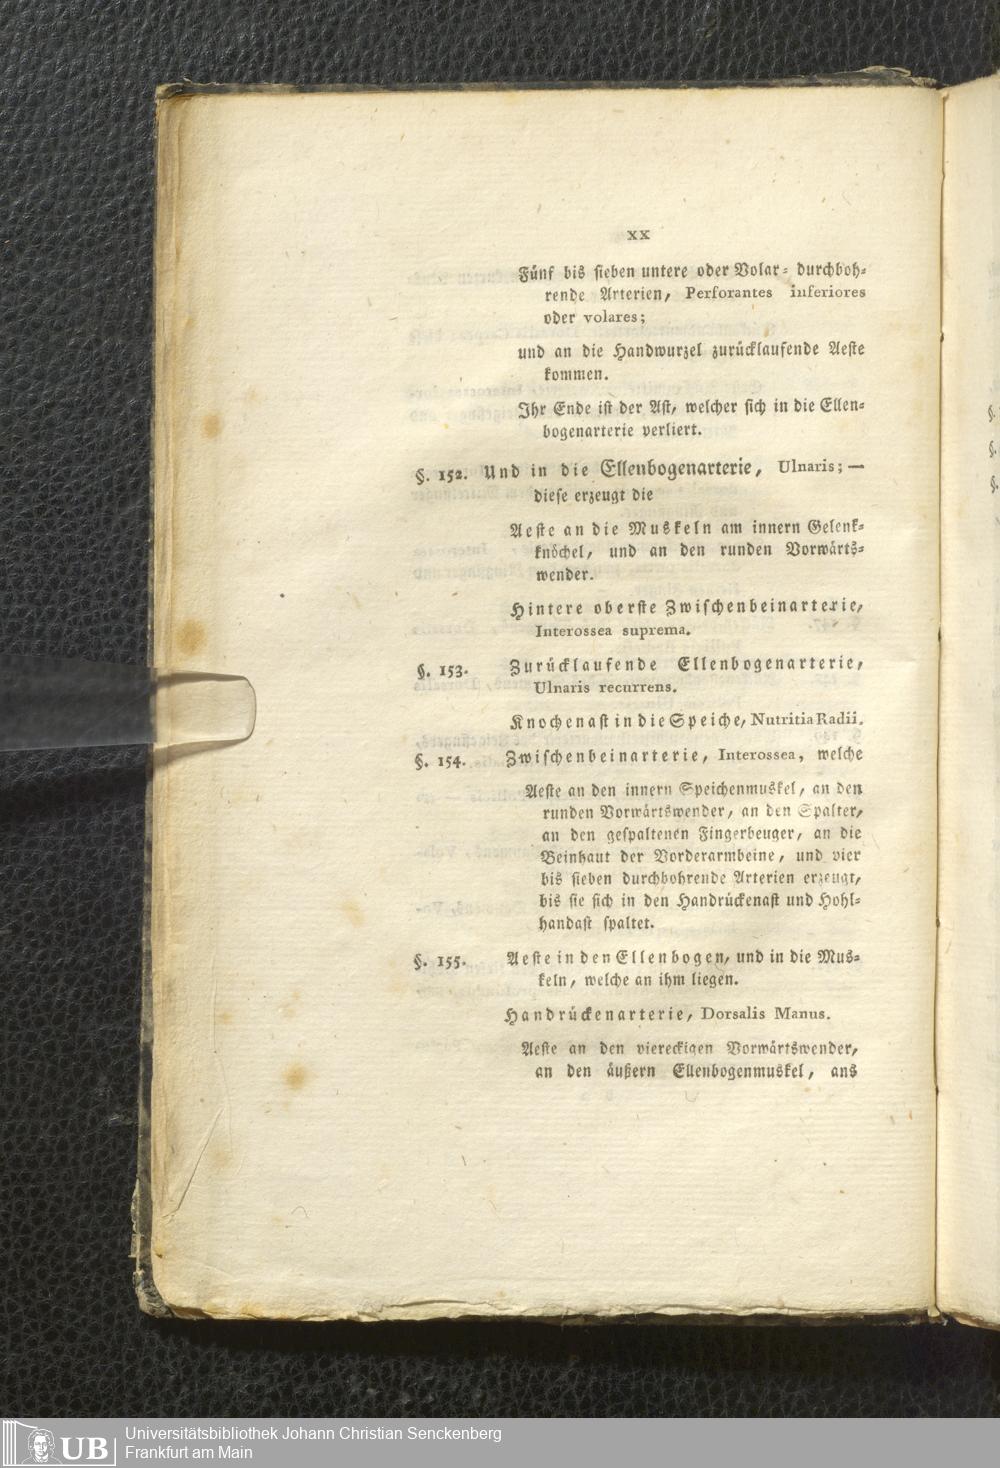 XX
Fünf bis sieben untere oder Volar- durchboh-
rende Arterien, Perforantes inferiores
oder volares;
und an die Handwurzel zurücklaufende Aeste
kommen.
Ihr Ende ist der Ast, welcher sich in die Ellen-
bogenarterie verliert.
§. 152. Und in die Ellenbogenarterie, Ulnaris; —
diese erzeugt die
Aeste an die Muskeln am innern Gelenk-
knöchel, und an den runden Vorwärts-
wender.
Hintere oberste Zwischenbeinarterie,
Interossea suprema.
§. 153. Zurücklaufende Ellenbogenarterie,
Ulnaris recurrens.
Knochenast in die Speiche, Nutritia Radii.
§. 154. Zwischenbeinarterie, Interossea, welche
Aeste an den innern Speichenmuskel, an den
runden Vorwärtswender, an den Spalter,
an den gespaltenen Fingerbeuger, an die
Beinhaut der Vorderarmbeine, und vier
bis sieben durchbohrende Arterien erzeugt,
bis sie sich in den Handrückenast und Hohl-
handast spaltet.
§. 155. Aeste in den Ellenbogen, und in die Mus-
keln, welche an ihm liegen.
Handrückenarterie, Dorsalis Manus.
Aeste an den viereckigen Vorwärtswender,
an den äußern Ellenbogenmuskel, ans
§.
§.
§.
UB Universitätsbibliothek Johann Christian Senckenberg
Frankfurt am Main